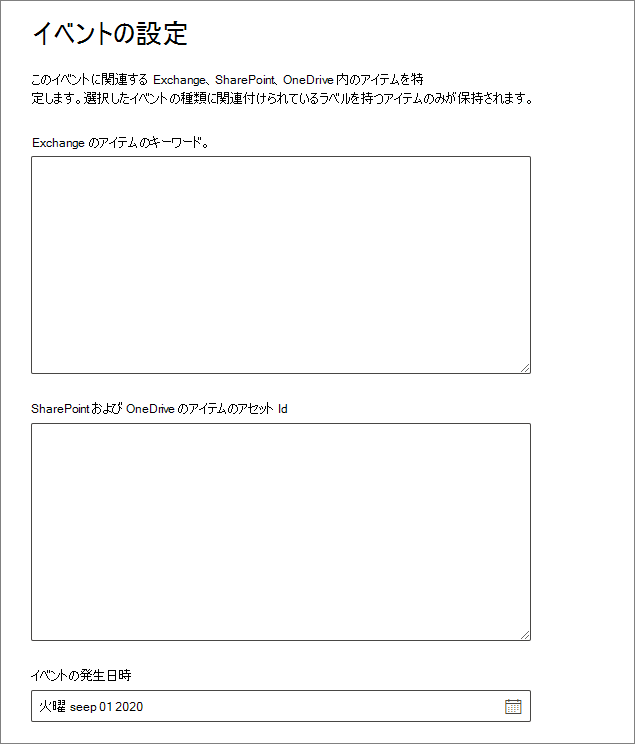 イベントの設定
このイベントに関連する Exchange、SharePoint、OneDrive 内のアイテムを特
定します。選択したイベントの種類に関連付けられているラベルを持つアイテムのみが保持されます。
Exchange のアイテムのキーワード。
SharePoint および OneDrive のアイテムのアセット Id
イベントの発生日時
火曜 seep 01 2020